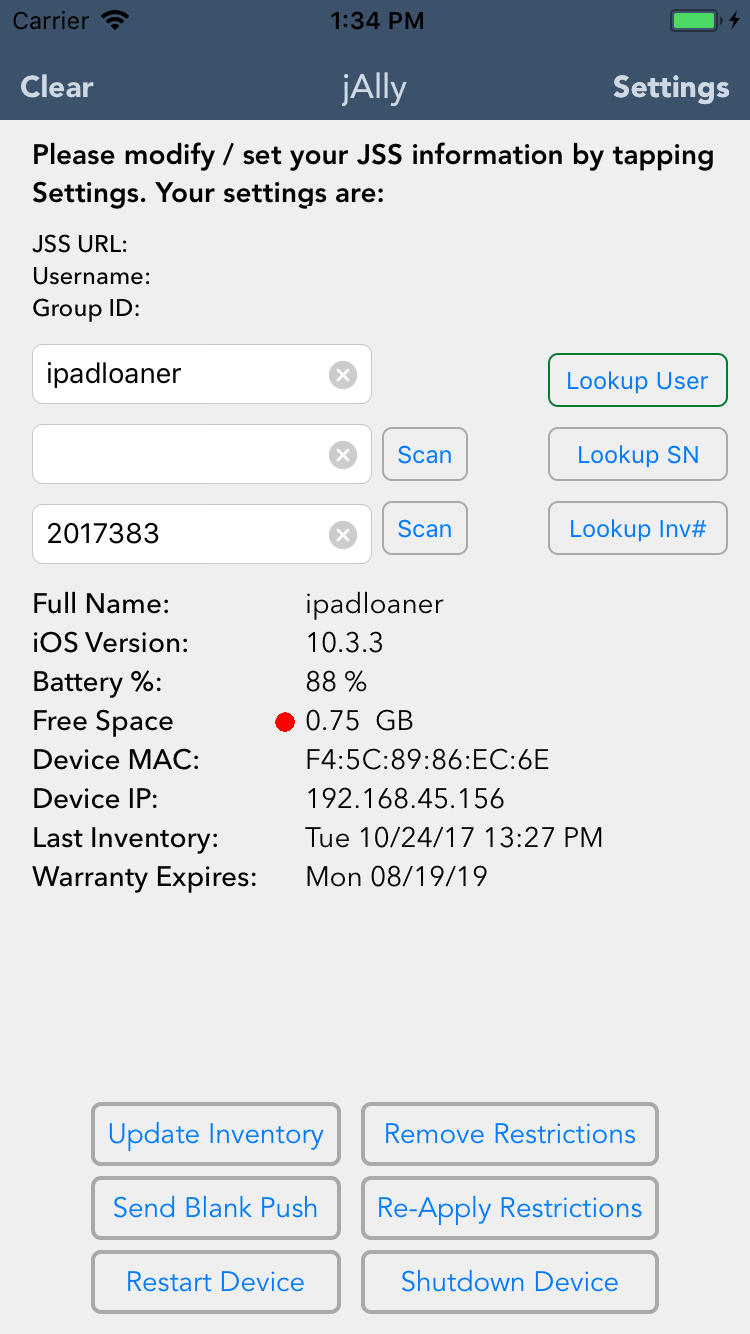 Carrier 1:34 PM
Clear jAlly Settings
Please modify / set your JSS information by tapping
Settings. Your settings are:
JSS URL:
Username:
Group ID:
ipadloaner Lookup User
Scan Lookup SN
2017383 Scan Lookup Inv#
Full Name: ipadloaner
iOS Version: 10.3.3
Battery %: 88 %
Free Space 0.75 GB
Device MAC: F4:5C:89:86:EC:6E
Device IP: 192.168.45.156
Last Inventory: Tue 10/24/17 13:27 PM
Warranty Expires: Mon 08/19/19
Update Inventory Remove Restrictions
Send Blank Push Re-Apply Restrictions
Restart Device Shutdown Device